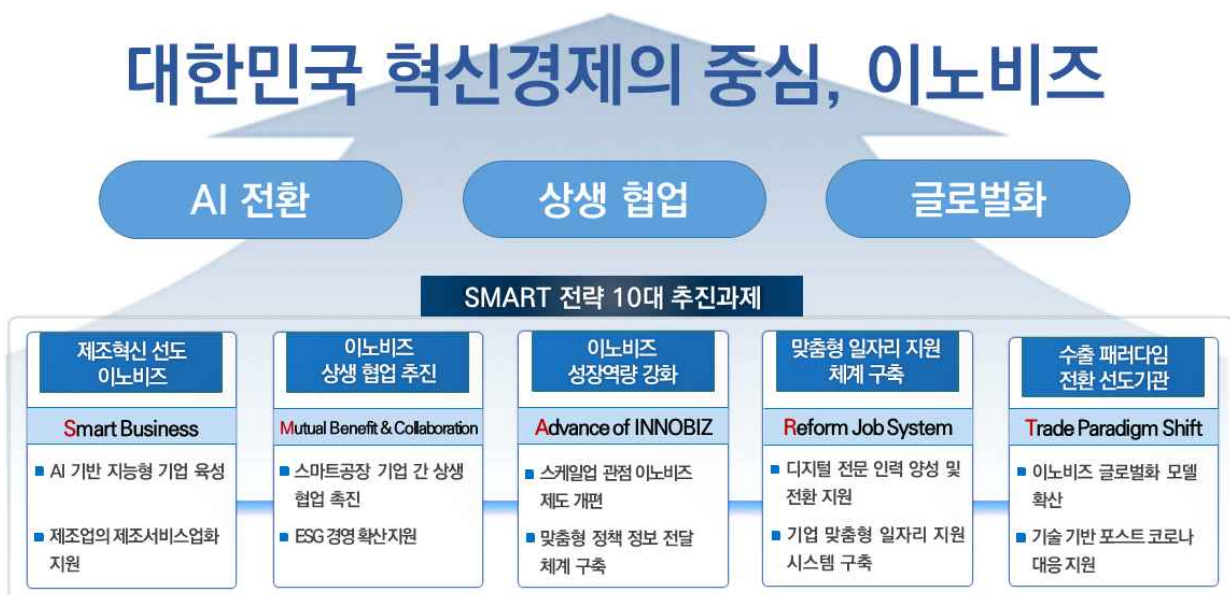 대한민국 혁신경제의 중심, 이노비즈
AI 전환
상생 협업
글로벌화
SMART 전략 10대 추진과제
제조혁신 선도
이노비즈
Smart Business
▪ AI 기반 지능형 기업 육성
▪ 제조업의 제조서비스업화
지원
이노비즈
상생 협업 추진
Mutual Benefit & Collaboration
▪ 스마트공장 기업 간 상생
협업 촉진
▪ ESG 경영 확산지원
이노비즈
성장역량 강화
Advance of INNOBIZ
▪ 스케일업 관점 이노비즈
제도 개편
▪ 맞춤형 정책 정보 전달
체계 구축
맞춤형 일자리 지원
체계 구축
Reform Job System
▪ 디지털 전문 인력 양성 및
전환 지원
▪ 기업 맞춤형 일자리 지원
시스템 구축
수출 패러다임
전환 선도기관
Trade Paradigm Shift
▪ 이노비즈 글로벌화 모델
확산
▪ 기술 기반 포스트 코로나
대응 지원